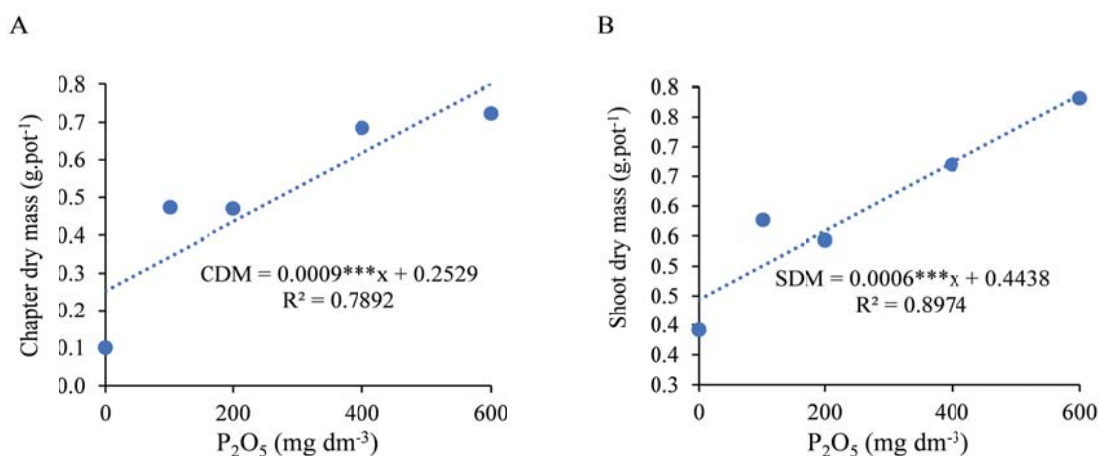 A
0.8
0.7
0.6
0.5
0.4
0.3
0.2
0.1
0.0
Chapter dry mass (g.pot⁻¹)
CDM = 0.0009***x + 0.2529
R² = 0.7892
0 200 400 600
P₂O₅ (mg dm⁻³)
B
0.8
0.8
0.7
0.7
0.6
0.6
0.5
0.5
0.4
0.4
0.3
Shoot dry mass (g.pot⁻¹)
SDM = 0.0006***x + 0.4438
R² = 0.8974
0 200 400 600
P₂O₅ (mg dm⁻³)